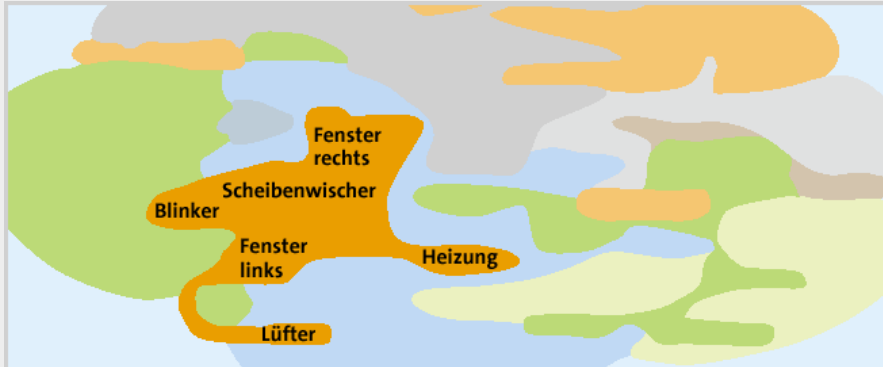 Fenster
rechts
Scheibenwischer
Blinker
Fenster
links
Heizung
Lüfter